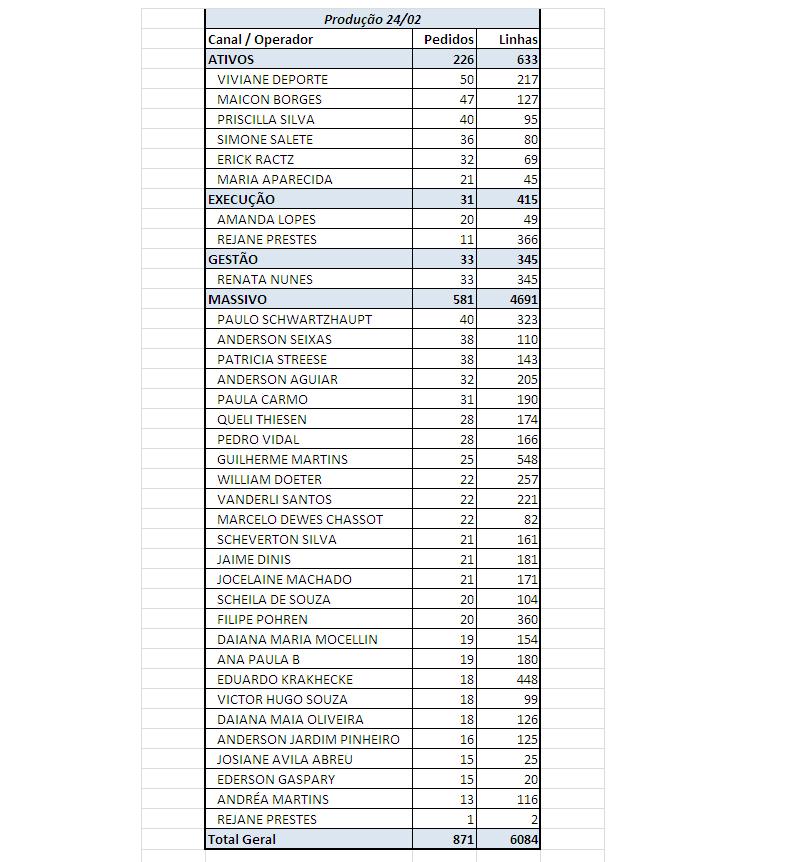 Produção 24/02
Canal / Operador Pedidos Linhas
ATIVOS 226 633
VIVIANE DEPORTE 50 217
MAICON BORGES 47 127
PRISCILLA SILVA 40 95
SIMONE SALETE 36 80
ERICK RACTZ 32 69
MARIA APARECIDA 21 45
EXECUÇÃO 31 415
AMANDA LOPES 20 49
REJANE PRESTES 11 366
GESTÃO 33 345
RENATA NUNES 33 345
MASSIVO 581 4691
PAULO SCHWARTZHAUPT 40 323
ANDERSON SEIXAS 38 110
PATRICIA STREESE 38 143
ANDERSON AGUIAR 32 205
PAULA CARMO 31 190
QUELI THIESEN 28 174
PEDRO VIDAL 28 166
GUILHERME MARTINS 25 548
WILLIAM DOETER 22 257
VANDERLI SANTOS 22 221
MARCELO DEWES CHASSOT 22 82
SCHEVERTON SILVA 21 161
JAIME DINIS 21 181
JOCELAINE MACHADO 21 171
SCHEILA DE SOUZA 20 104
FILIPE POHREN 20 360
DAIANA MARIA MOCELLIN 19 154
ANA PAULA B 19 180
EDUARDO KRAKHECKE 18 448
VICTOR HUGO SOUZA 18 99
DAIANA MAIA OLIVEIRA 18 126
ANDERSON JARDIM PINHEIRO 16 125
JOSIANE AVILA ABREU 15 25
EDERSON GASPARY 15 20
ANDRÉA MARTINS 13 116
REJANE PRESTES 1 2
Total Geral 871 6084